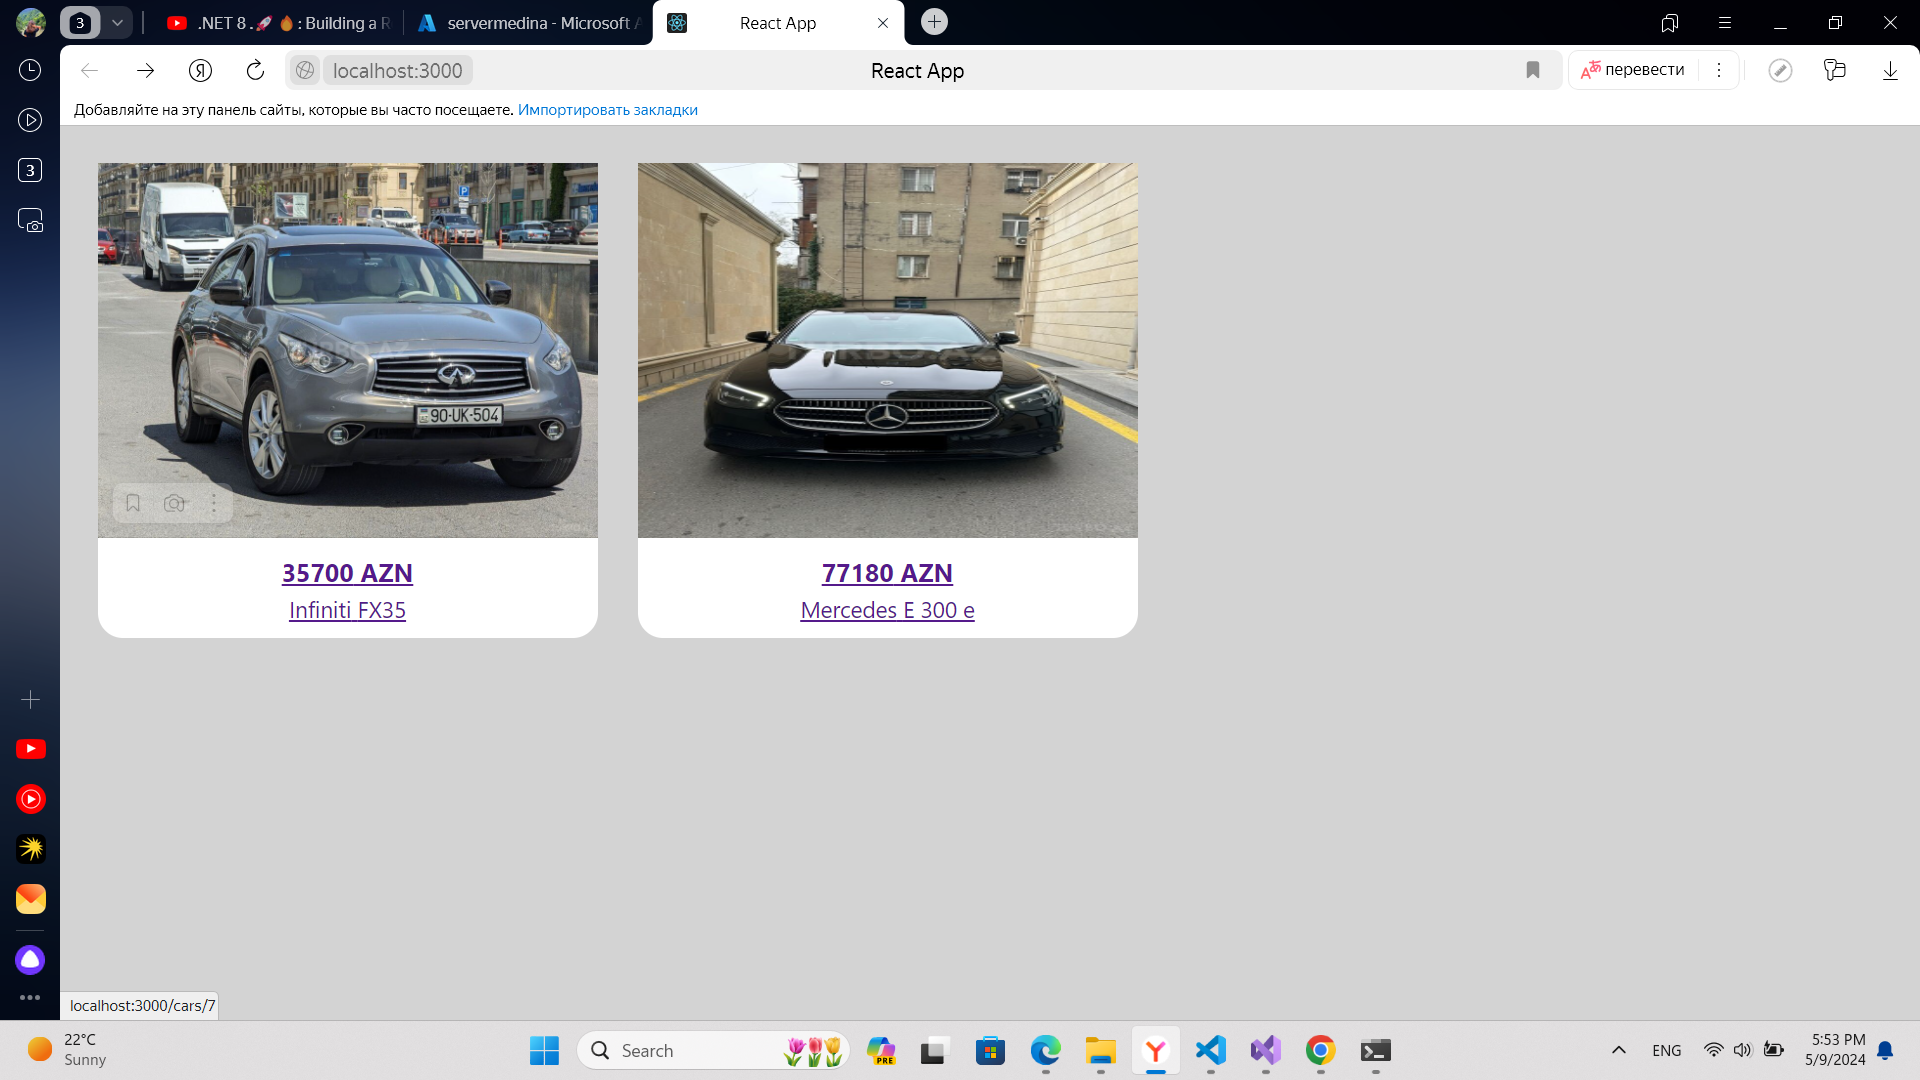 3
.NET 8 . 🚀 🔥 : Building a R
servermedina - Microsoft A
React App
localhost:3000
React App
перевести
Добавляйте на эту панель сайты, которые вы часто посещаете. Импортировать закладки
3
P
90-UK-504
35700 AZN
Infiniti FX35
77180 AZN
Mercedes E 300 e
localhost:3000/cars/7
22°C
Sunny
Search
PRE
ENG
5:53 PM
5/9/2024